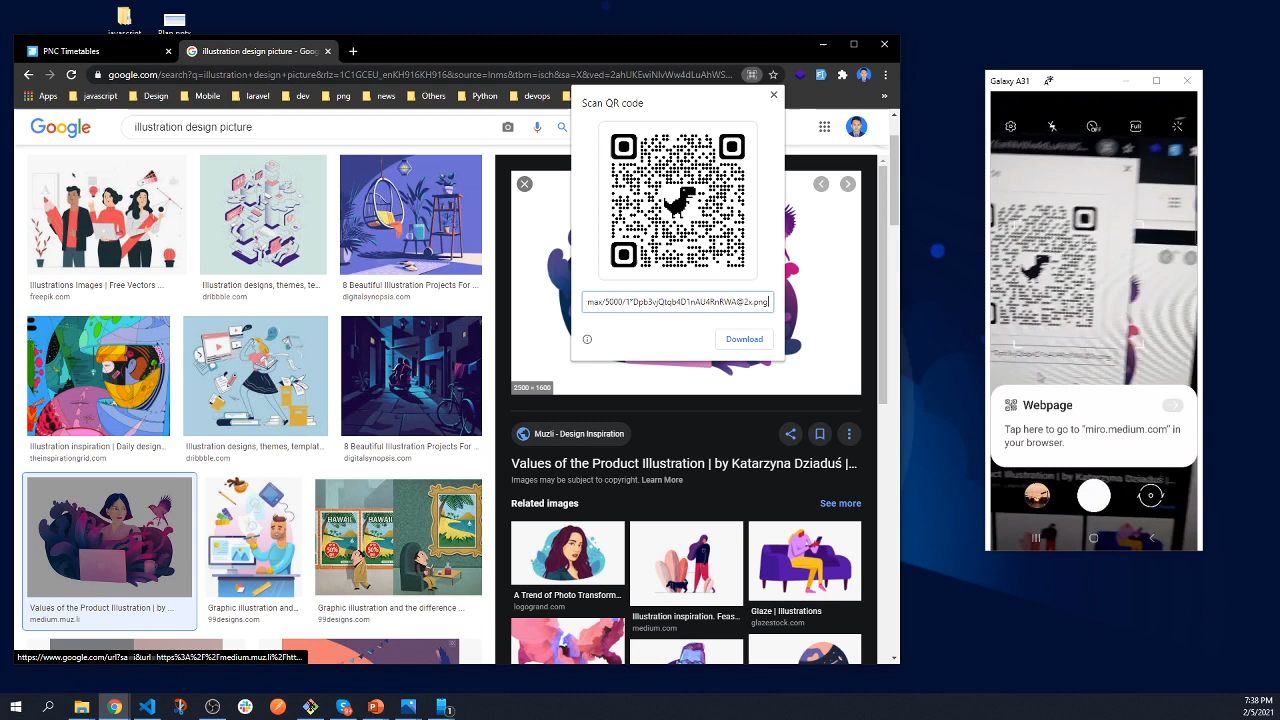 javascript
Plan.pptx
PNC Timetables
illustration design picture - Goo
google.com/search?q=illustration+design+picture&rlz=1C1GCEU_enKH916KH916&source=lnms&tbm=isch&sa=X&ved=2ahUKEwiNlvWw4dLuAhWS...
Apps
javascript
Design
Mobile
laravel
dev
png
news
Others
Python
devops
»
Google
illustration design picture
Scan QR code
max/5000/1*Dpb3vjQtqb4D1nAU4RnRWA@2x.png
Download
Illustrations Images | Free Vectors ...
freepik.com
dribbble.com
8 Beautiful Illustration Projects For ...
digitalsynopsis.com
Illustration inspiration | Daily design...
theinspirationgrid.com
Illustration designs, themes, templat...
dribbble.com
8 Beautiful Illustration Projects For ...
digitalsynopsis.com
HAWAII
HAWAII
50%
50%
Values of the Product Illustration | by ...
medium.muz.li
Graphic illustration and...
99designs.com
Graphic illustration and the difference ...
99designs.com
2500 × 1600
Muzli - Design Inspiration
Values of the Product Illustration | by Katarzyna Dziaduś |...
Images may be subject to copyright. Learn More
Related images
See more
A Trend of Photo Transform...
logogrand.com
Illustration inspiration. Feas...
medium.com
Glaze | Illustrations
glazestock.com
https://www.google.com/url?sa=i&url=https%3A%2F%2Fmedium.muz.li%2Fhtt...
Galaxy A31
OFF
Full
Webpage
Tap here to go to "miro.medium.com" in
your browser.
1
7:38 PM
2/5/2021